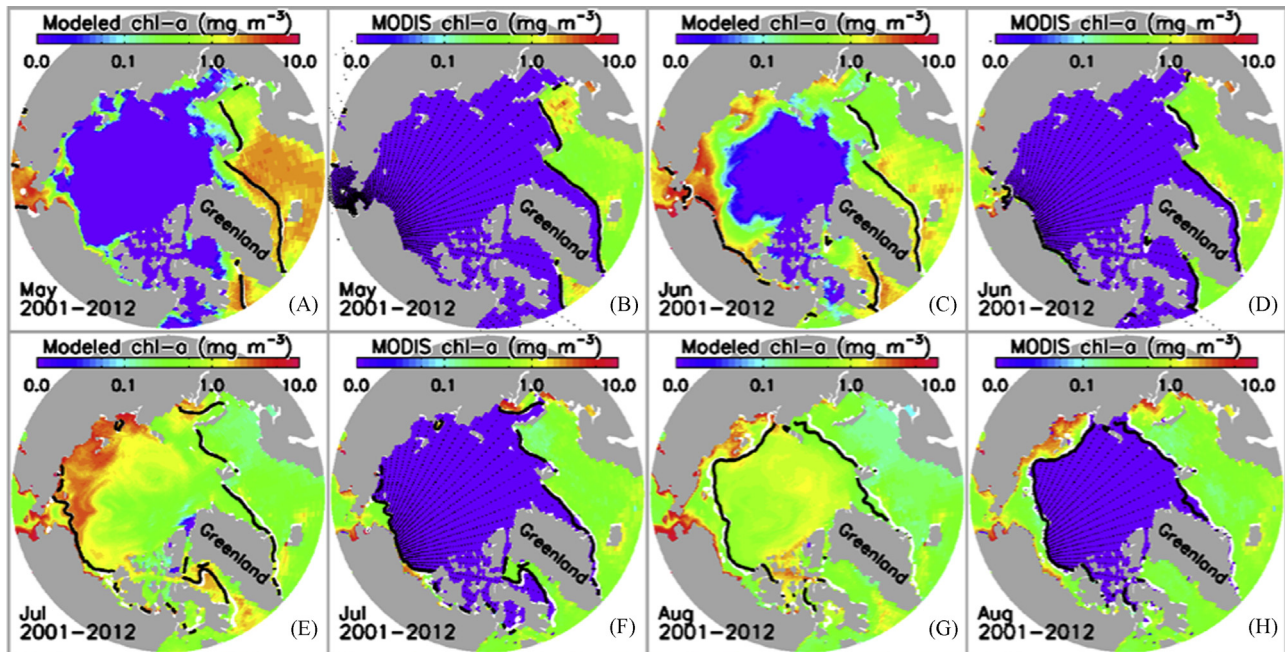 Modeled chl-a (mg m⁻³)
0.0 0.1 1.0 10.0
Greenland
May
2001-2012
(A)
MODIS chl-a (mg m⁻³)
0.0 0.1 1.0 10.0
Greenland
May
2001-2012
(B)
Modeled chl-a (mg m⁻³)
0.0 0.1 1.0 10.0
Greenland
Jun
2001-2012
(C)
MODIS chl-a (mg m⁻³)
0.0 0.1 1.0 10.0
Greenland
Jun
2001-2012
(D)
Modeled chl-a (mg m⁻³)
0.0 0.1 1.0 10.0
Greenland
Jul
2001-2012
(E)
MODIS chl-a (mg m⁻³)
0.0 0.1 1.0 10.0
Greenland
Jul
2001-2012
(F)
Modeled chl-a (mg m⁻³)
0.0 0.1 1.0 10.0
Greenland
Aug
2001-2012
(G)
MODIS chl-a (mg m⁻³)
0.0 0.1 1.0 10.0
Greenland
Aug
2001-2012
(H)